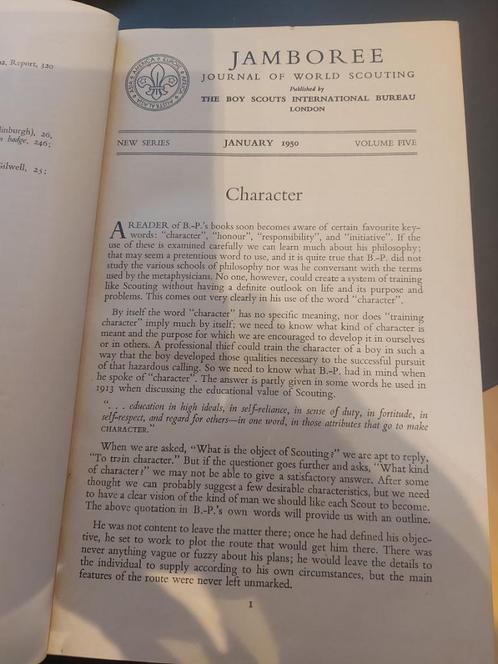 na, Report, 320
dinburgh), 26,
n badge, 246;
Gilwell, 25;
JAMBOREE
JOURNAL OF WORLD SCOUTING
Published by
THE BOY SCOUTS INTERNATIONAL BUREAU
LONDON
NEW SERIES JANUARY 1950 VOLUME FIVE
Character
A READER of B.-P.'s books soon becomes aware of certain favourite key-
words: "character", "honour", "responsibility", and "initiative". If the
use of these is examined carefully we can learn much about his philosophy;
that may seem a pretentious word to use, and it is quite true that B.-P. did not
study the various schools of philosophy nor was he conversant with the terms
used by the metaphysicians. No one, however, could create a system of training
like Scouting without having a definite outlook on life and its purpose and
problems. This comes out very clearly in his use of the word "character".
By itself the word "character" has no specific meaning, nor does "training
character" imply much by itself; we need to know what kind of character is
meant and the purpose for which we are encouraged to develop it in ourselves
or in others. A professional thief could train the character of a boy in such a
way that the boy developed those qualities necessary to the successful pursuit
of that hazardous calling. So we need to know what B.-P. had in mind when
he spoke of "character". The answer is partly given in some words he used in
1913 when discussing the educational value of Scouting.
". . . education in high ideals, in self-reliance, in sense of duty, in fortitude, in
self-respect, and regard for others—in one word, in those attributes that go to make
CHARACTER."
When we are asked, "What is the object of Scouting?" we are apt to reply,
"To train character." But if the questioner goes further and asks, "What kind
of character?" we may not be able to give a satisfactory answer. After some
thought we can probably suggest a few desirable characteristics, but we need
to have a clear vision of the kind of man we should like each Scout to become.
The above quotation in B.-P.'s own words will provide us with an outline.
He was not content to leave the matter there; once he had defined his objec-
tive, he set to work to plot the route that would get him there. There was
never anything vague or fuzzy about his plans; he would leave the details to
the individual to supply according to his own circumstances, but the main
features of the route were never left unmarked.
1